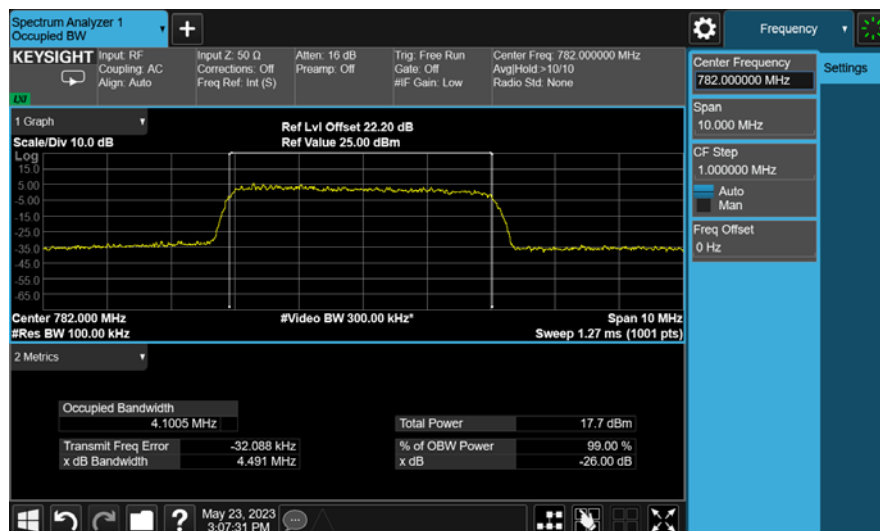 Spectrum Analyzer 1
Occupied BW
+
Frequency
KEYSIGHT
Input: RF
Coupling: AC
Align: Auto
Input Z: 50 Ω
Corrections: Off
Freq Ref: Int (S)
Atten: 16 dB
Preamp: Off
Trig: Free Run
Gate: Off
#IF Gain: Low
Center Freq: 782.000000 MHz
Avg|Hold:>10/10
Radio Std: None
LXI
Center Frequency
782.000000 MHz
Settings
Span
10.000 MHz
CF Step
1.000000 MHz
Auto
Man
Freq Offset
0 Hz
1 Graph
Scale/Div 10.0 dB
Ref Lvl Offset 22.20 dB
Ref Value 25.00 dBm
Log
15.0
5.00
-5.00
-15.0
-25.0
-35.0
-45.0
-55.0
-65.0
Center 782.000 MHz
#Video BW 300.00 kHz*
Span 10 MHz
#Res BW 100.00 kHz
Sweep 1.27 ms (1001 pts)
2 Metrics
Occupied Bandwidth
4.1005 MHz
Total Power 17.7 dBm
Transmit Freq Error -32.088 kHz
% of OBW Power 99.00 %
x dB Bandwidth 4.491 MHz
x dB -26.00 dB
?
May 23, 2023
3:07:31 PM